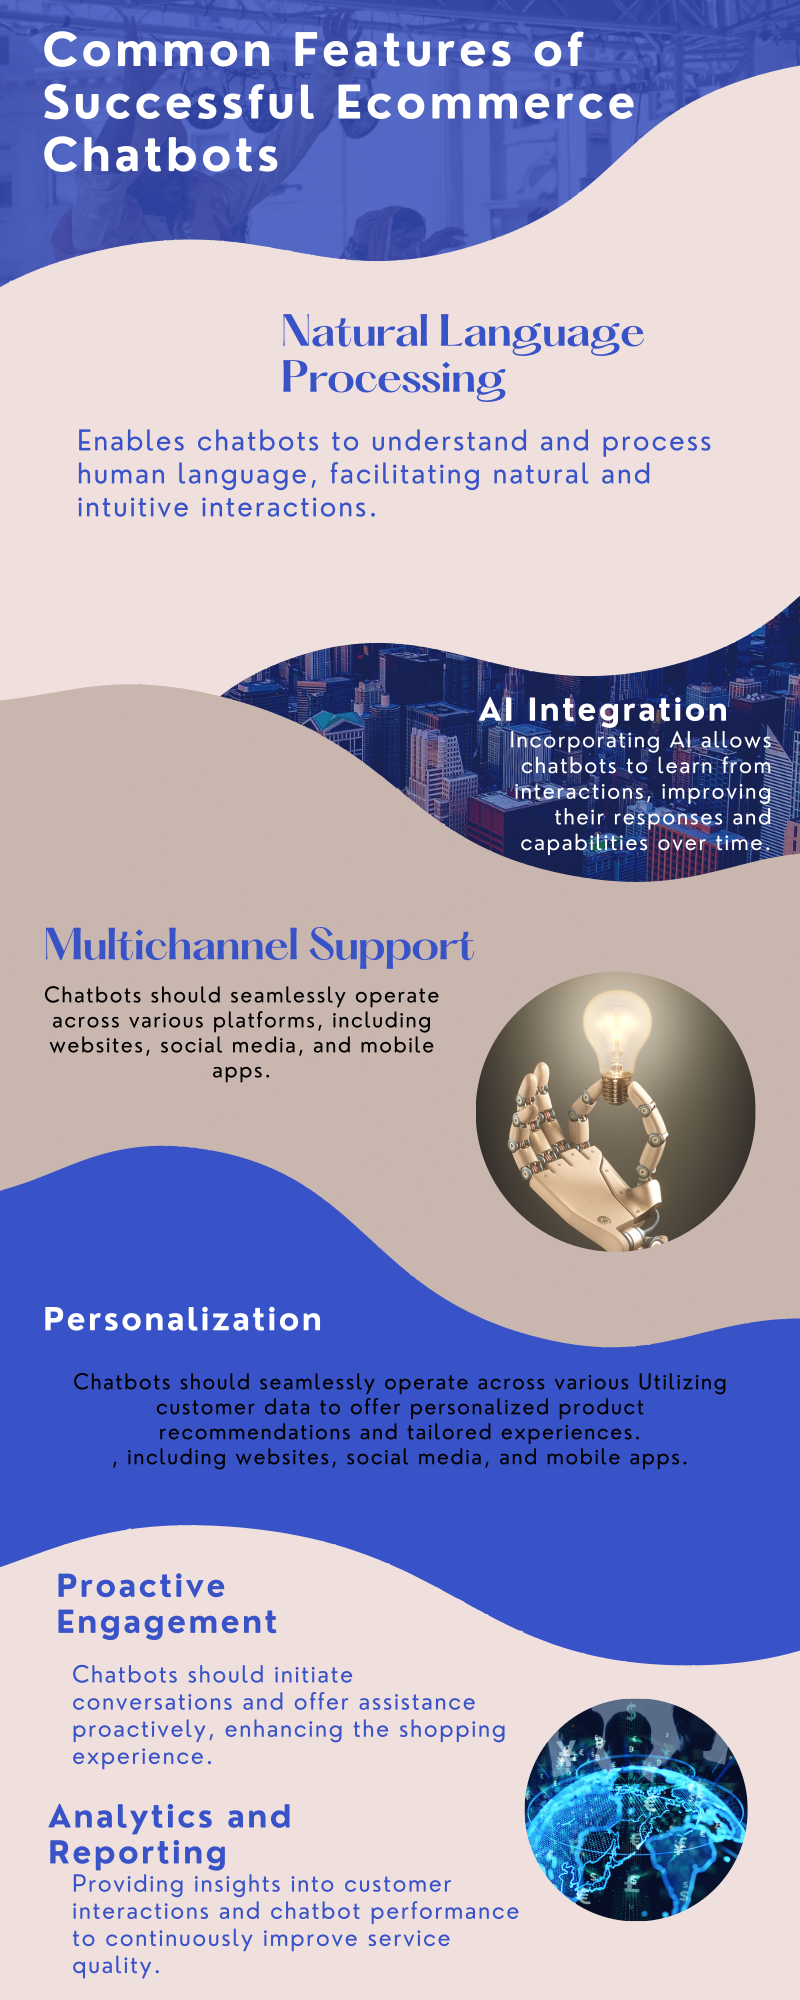 Common Features of
Successful Ecommerce
Chatbots
Natural Language
Processing
Enables chatbots to understand and process
human language, facilitating natural and
intuitive interactions.
AI Integration
Incorporating AI allows
chatbots to learn from
interactions, improving
their responses and
capabilities over time.
Multichannel Support
Chatbots should seamlessly operate
across various platforms, including
websites, social media, and mobile
apps.
Personalization
Chatbots should seamlessly operate across various Utilizing
customer data to offer personalized product
recommendations and tailored experiences.
, including websites, social media, and mobile apps.
Proactive
Engagement
Chatbots should initiate
conversations and offer assistance
proactively, enhancing the shopping
experience.
Analytics and
Reporting
Providing insights into customer
interactions and chatbot performance
to continuously improve service
quality.